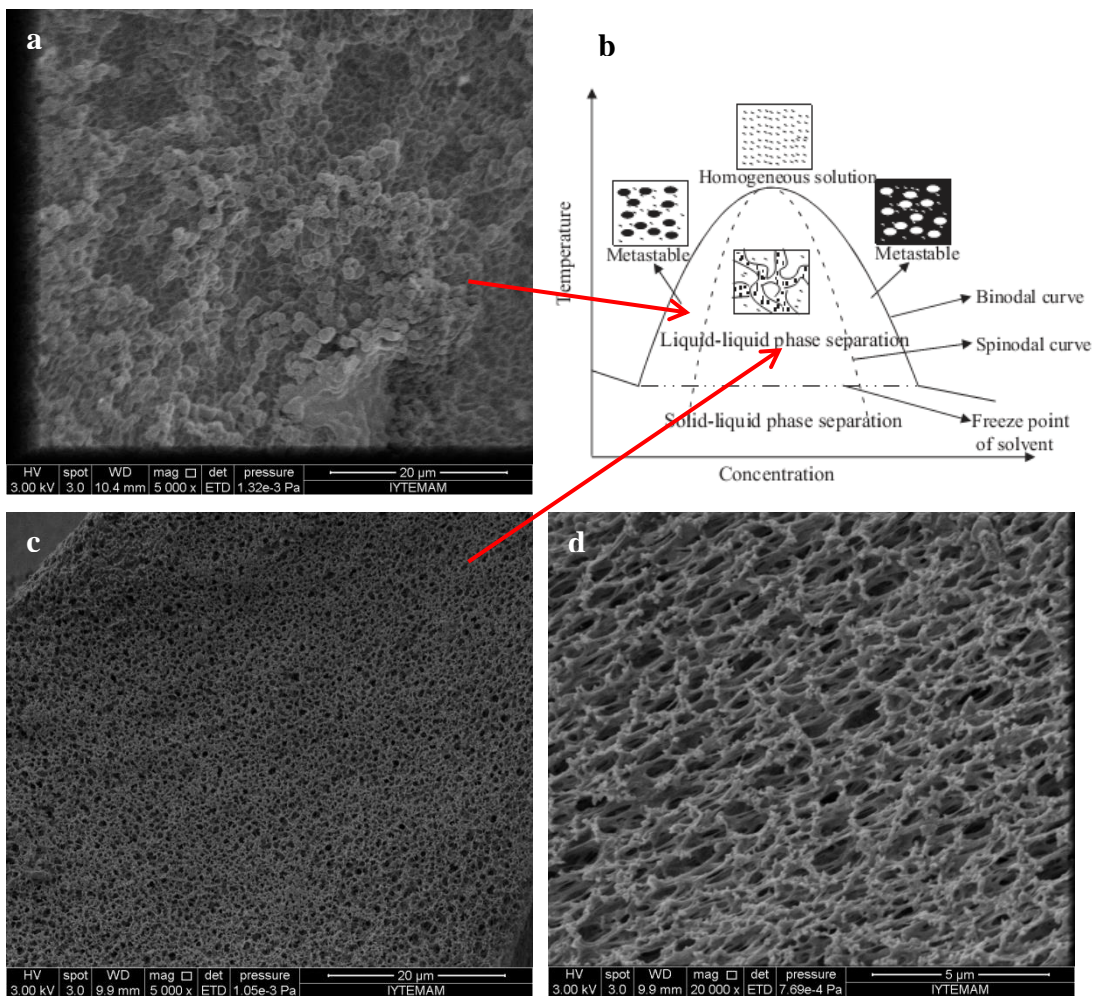 a
HV spot WD mag □ det pressure 20 µm
3.00 kV 3.0 10.4 mm 5 000 x ETD 1.32e-3 Pa IYTEMAM
b
Temperature
Homogeneous solution
Metastable
Metastable
Binodal curve
Liquid-liquid phase separation
Spinodal curve
Solid-liquid phase separation
Freeze point
of solvent
Concentration
c
HV spot WD mag □ det pressure 20 µm
3.00 kV 3.0 9.9 mm 5 000 x ETD 1.05e-3 Pa IYTEMAM
d
HV spot WD mag □ det pressure 5 µm
3.00 kV 3.0 9.9 mm 20 000 x ETD 7.69e-4 Pa IYTEMAM